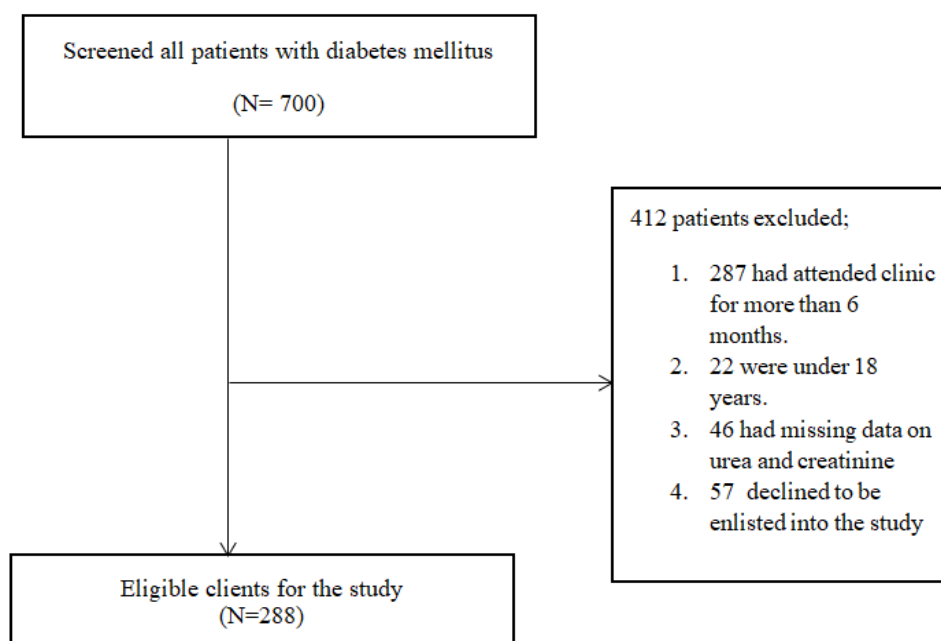 Screened all patients with diabetes mellitus
(N= 700)
412 patients excluded;
1. 287 had attended clinic
for more than 6
months.
2. 22 were under 18
years.
3. 46 had missing data on
urea and creatinine
4. 57 declined to be
enlisted into the study
Eligible clients for the study
(N=288)